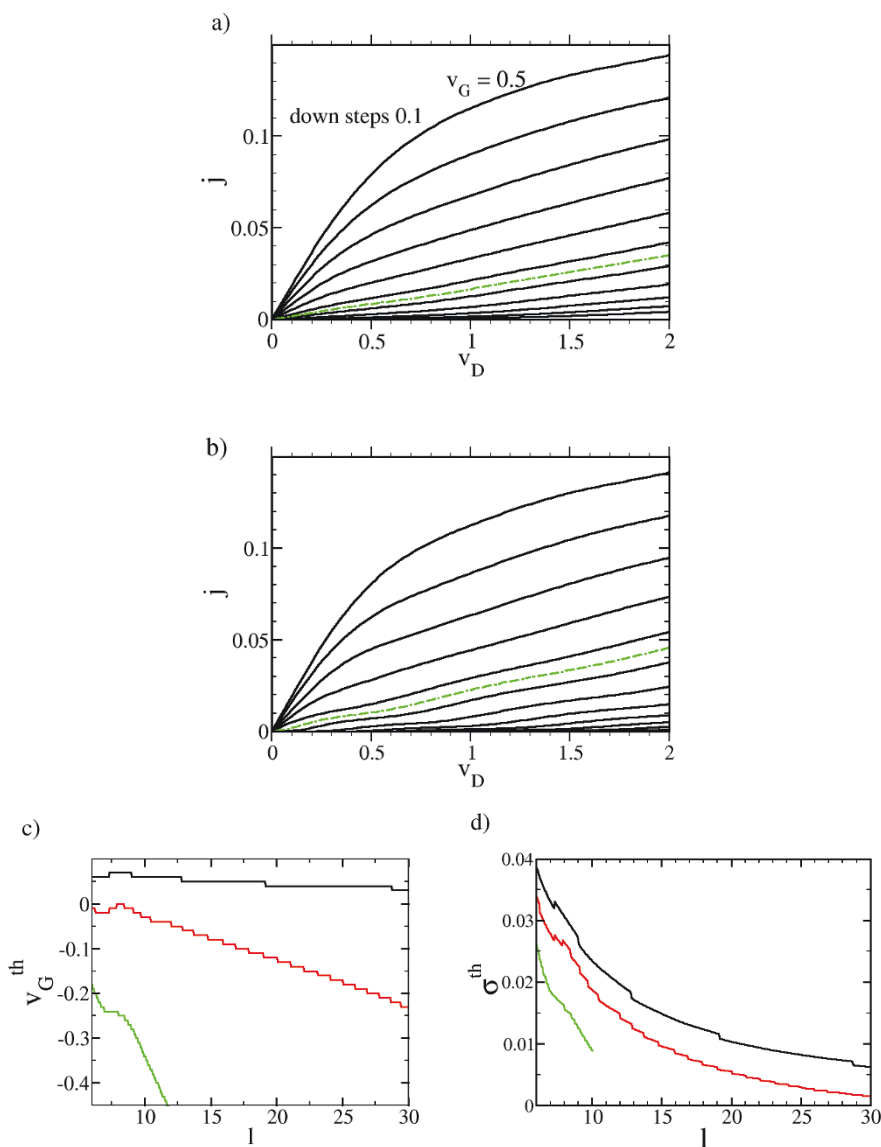 a)
v_G = 0.5
down steps 0.1
0.1
0.05
0
j
0 0.5 1 1.5 2
v_D
b)
0.1
0.05
0
j
0 0.5 1 1.5 2
v_D
c)
0
-0.1
-0.2
-0.3
-0.4
v_G^th
10 15 20 25 30
l
d)
0.04
0.03
0.02
0.01
0
σ^th
10 15 20 25 30
l